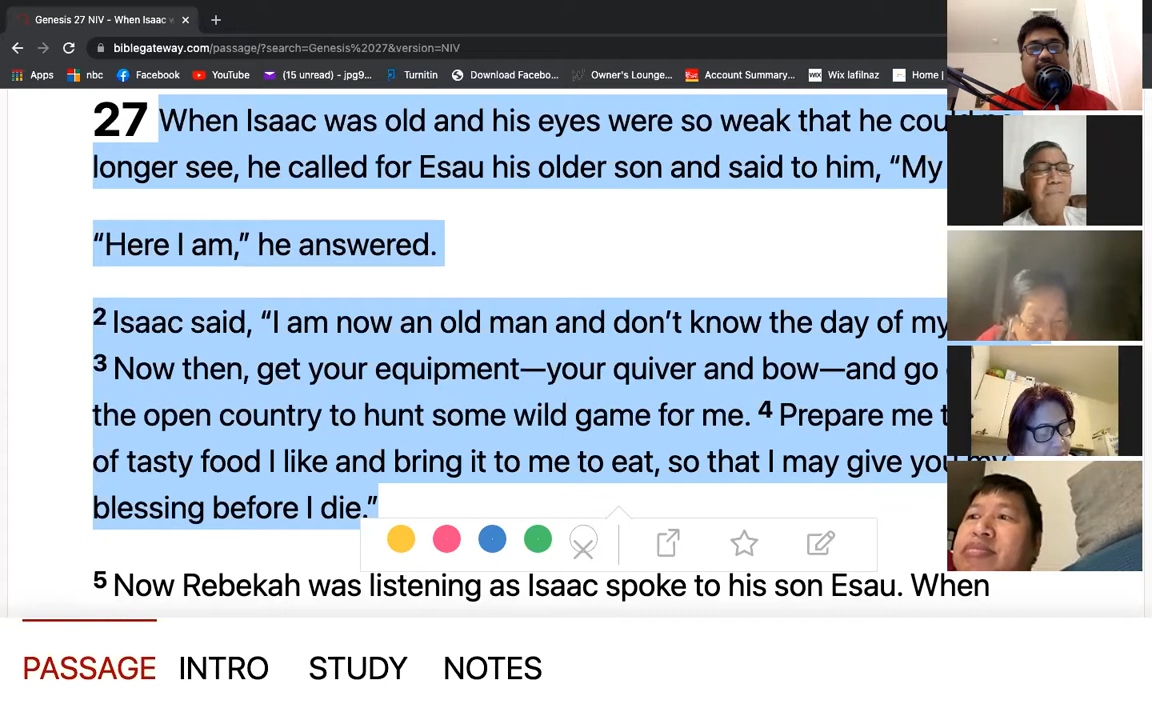 Genesis 27 NIV - When Isaac w
biblegateway.com/passage/?search=Genesis%2027&version=NIV
Apps nbc Facebook YouTube (15 unread) - jpg9... Turnitin Download Facebo... Owner's Lounge... Account Summary... WIX Wix lafilnaz Home |
27 When Isaac was old and his eyes were so weak that he could no
longer see, he called for Esau his older son and said to him, “My
“Here I am,” he answered.
2 Isaac said, “I am now an old man and don’t know the day of my
3 Now then, get your equipment—your quiver and bow—and go
the open country to hunt some wild game for me. 4 Prepare me t
of tasty food I like and bring it to me to eat, so that I may give you my
blessing before I die.”
5 Now Rebekah was listening as Isaac spoke to his son Esau. When
PASSAGE INTRO STUDY NOTES